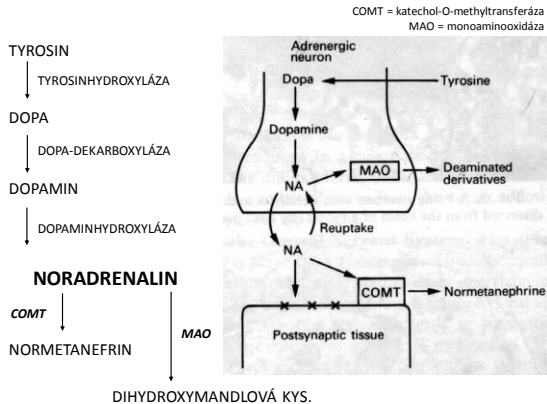 COMT = katechol-O-methyltransferáza
MAO = monoaminooxidáza
TYROSIN
TYROSINHYDROXYLÁZA
DOPA
DOPA-DEKARBOXYLÁZA
DOPAMIN
DOPAMINHYDROXYLÁZA
NORADRENALIN
COMT
MAO
NORMETANEFRIN
DIHYDROXYMANDLOVÁ KYS.
Adrenergic
neuron
Dopa
Tyrosine
Dopamine
NA
MAO
Deaminated
derivatives
Reuptake
NA
COMT
Normetanephrine
Postsynaptic tissue